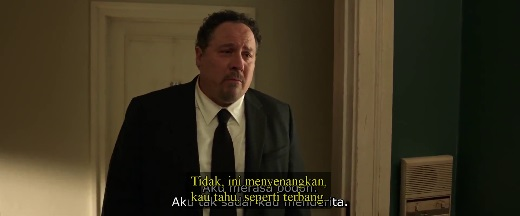 Tidak, ini menyenangkan,
kau tahu, seperti terbang.
Aku merasa bodoh.
Aku tak sadar kau menderita.